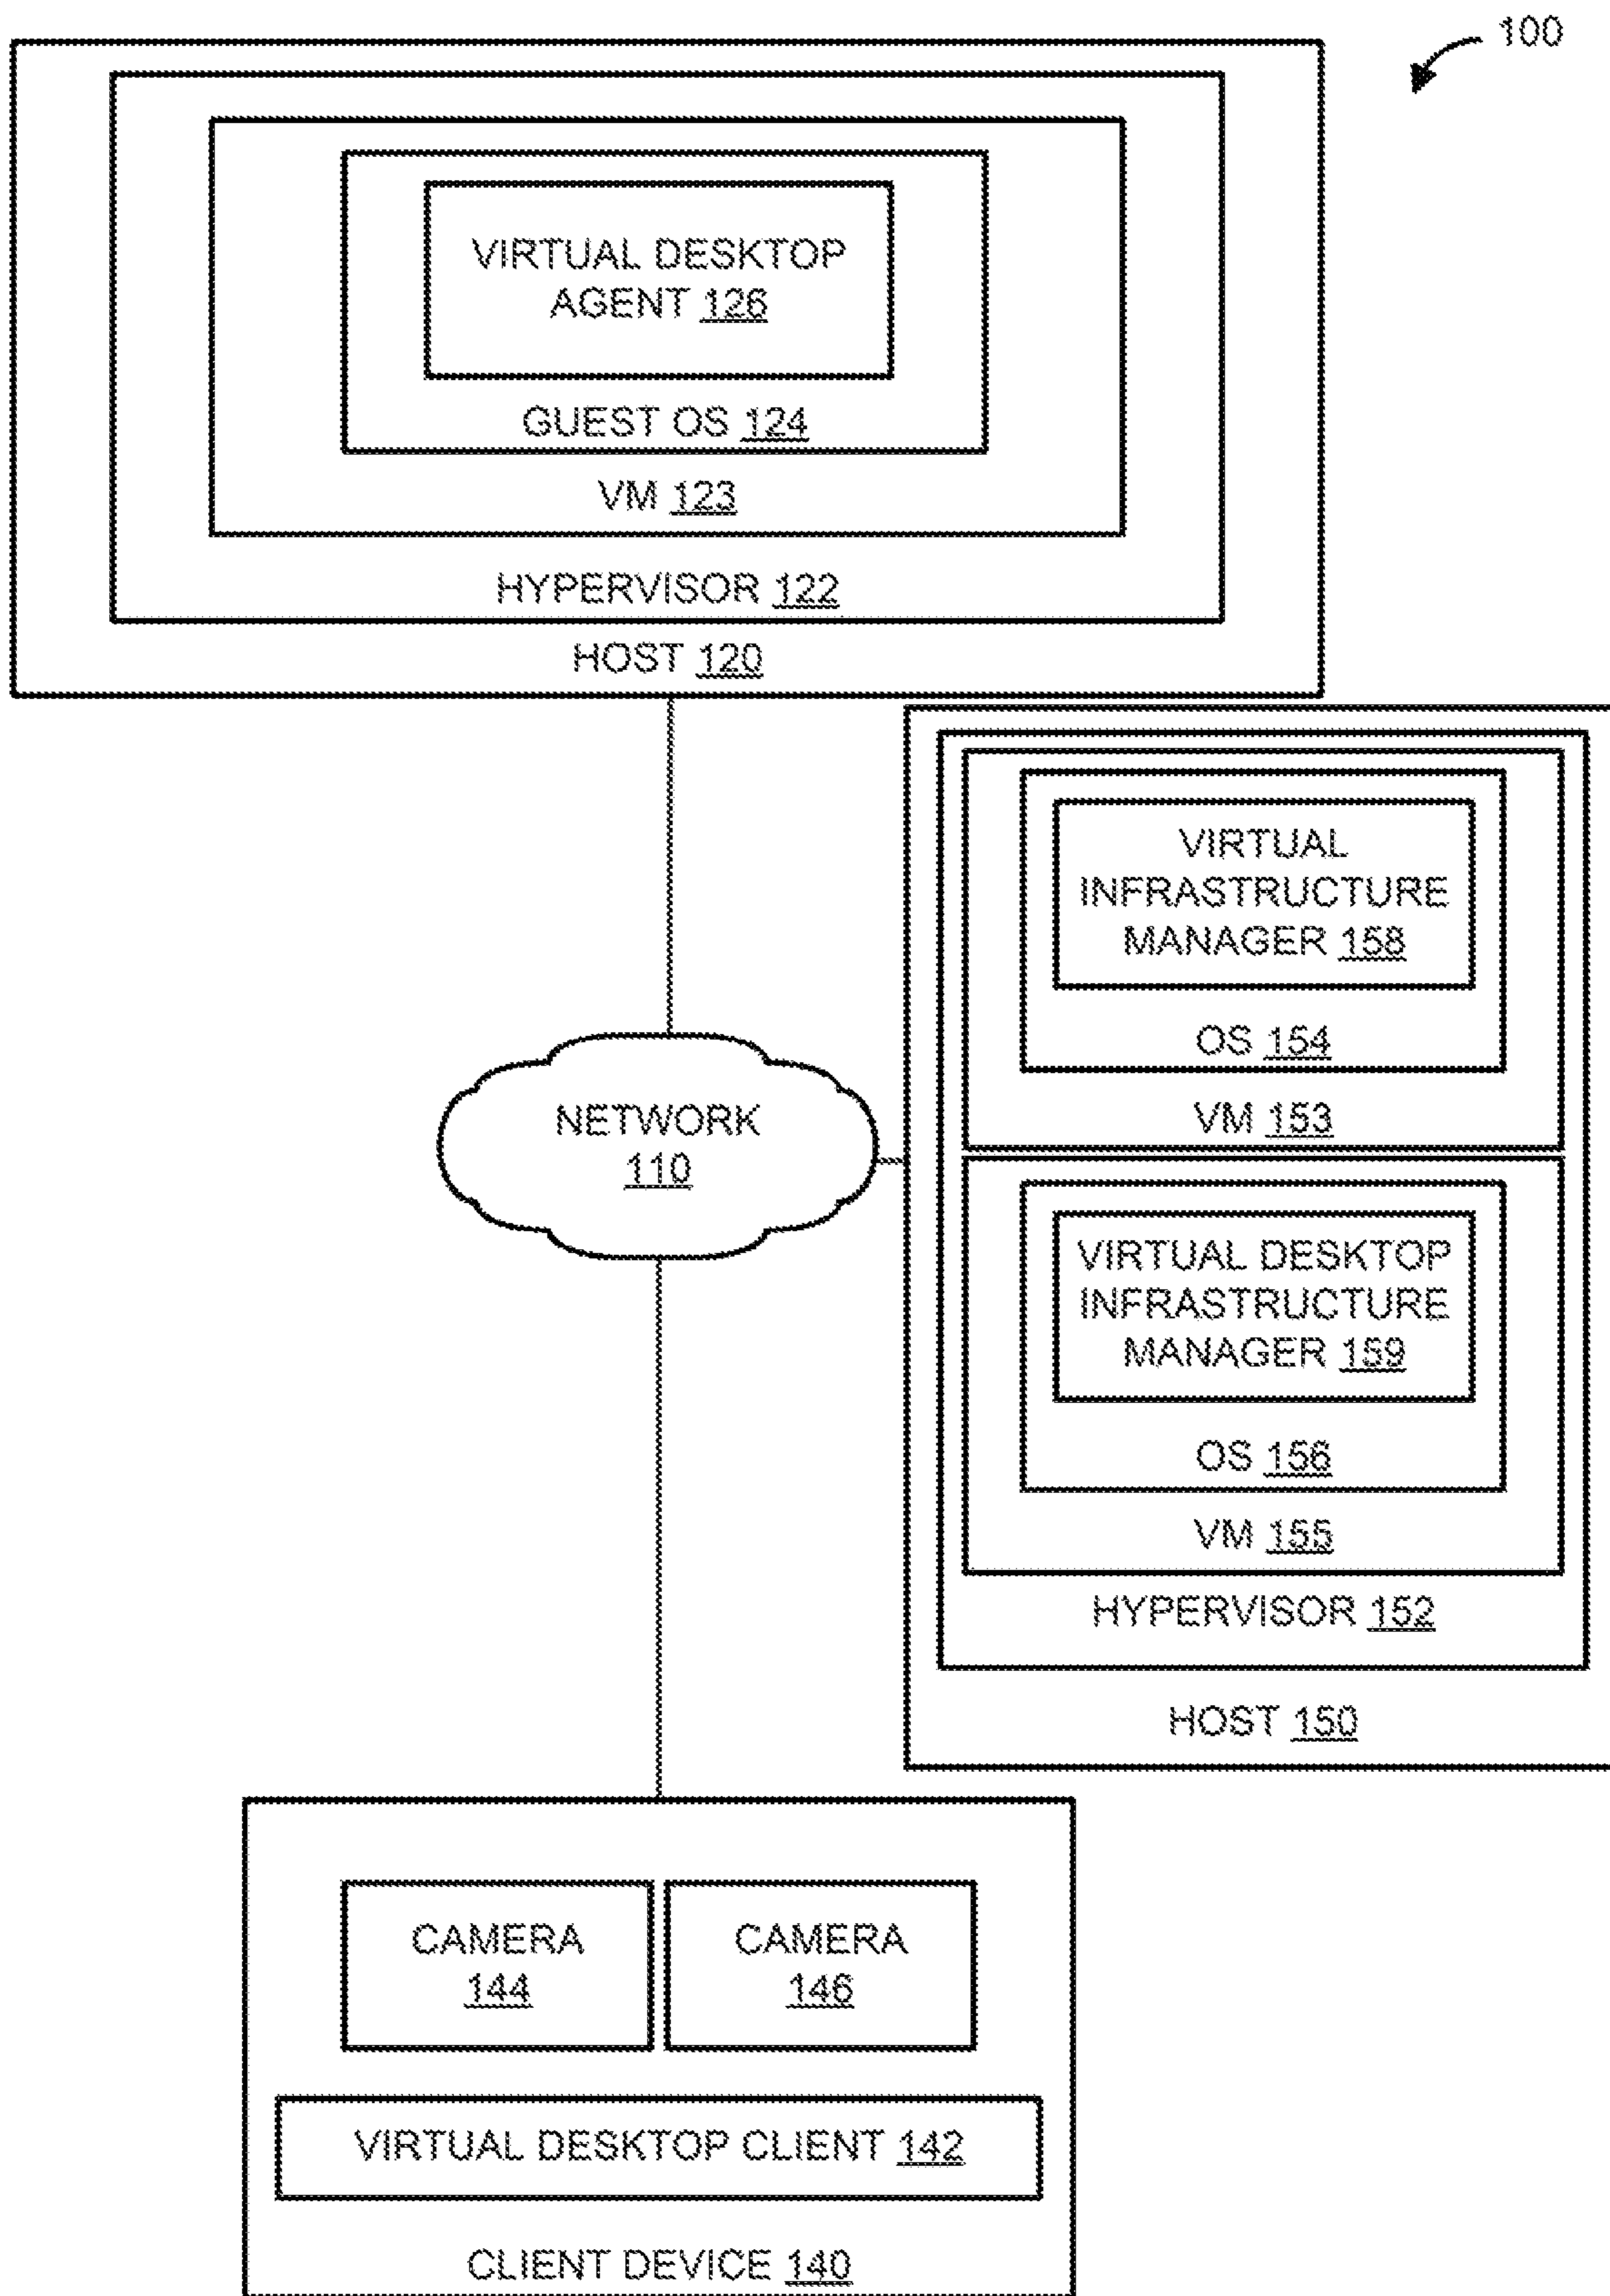 100
VIRTUAL DESKTOP
AGENT 126
GUEST OS 124
VM 123
HYPERVISOR 122
HOST 120
VIRTUAL
INFRASTRUCTURE
MANAGER 158
OS 154
VM 153
NETWORK
110
VIRTUAL DESKTOP
INFRASTRUCTURE
MANAGER 159
OS 156
VM 155
HYPERVISOR 152
HOST 150
CAMERA
144
CAMERA
146
VIRTUAL DESKTOP CLIENT 142
CLIENT DEVICE 140